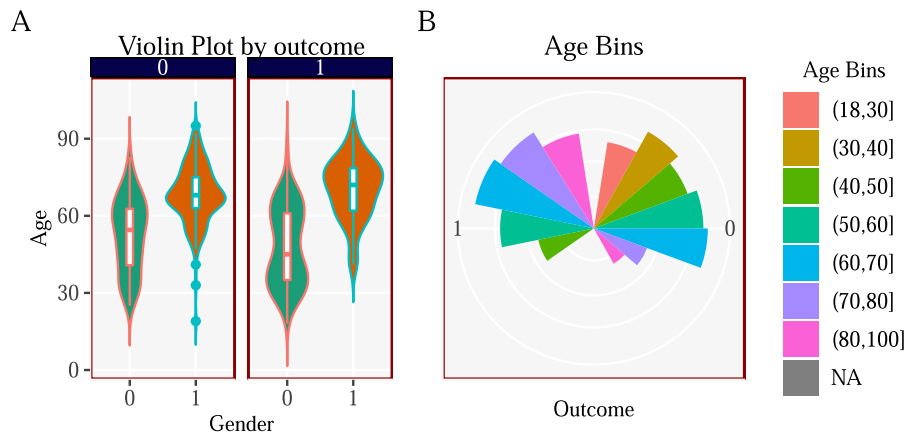 A
Violin Plot by outcome
0
1
90
60
30
0
Age
0
1
0
1
Gender
B
Age Bins
1
0
Outcome
Age Bins
(18,30]
(30,40]
(40,50]
(50,60]
(60,70]
(70,80]
(80,100]
NA